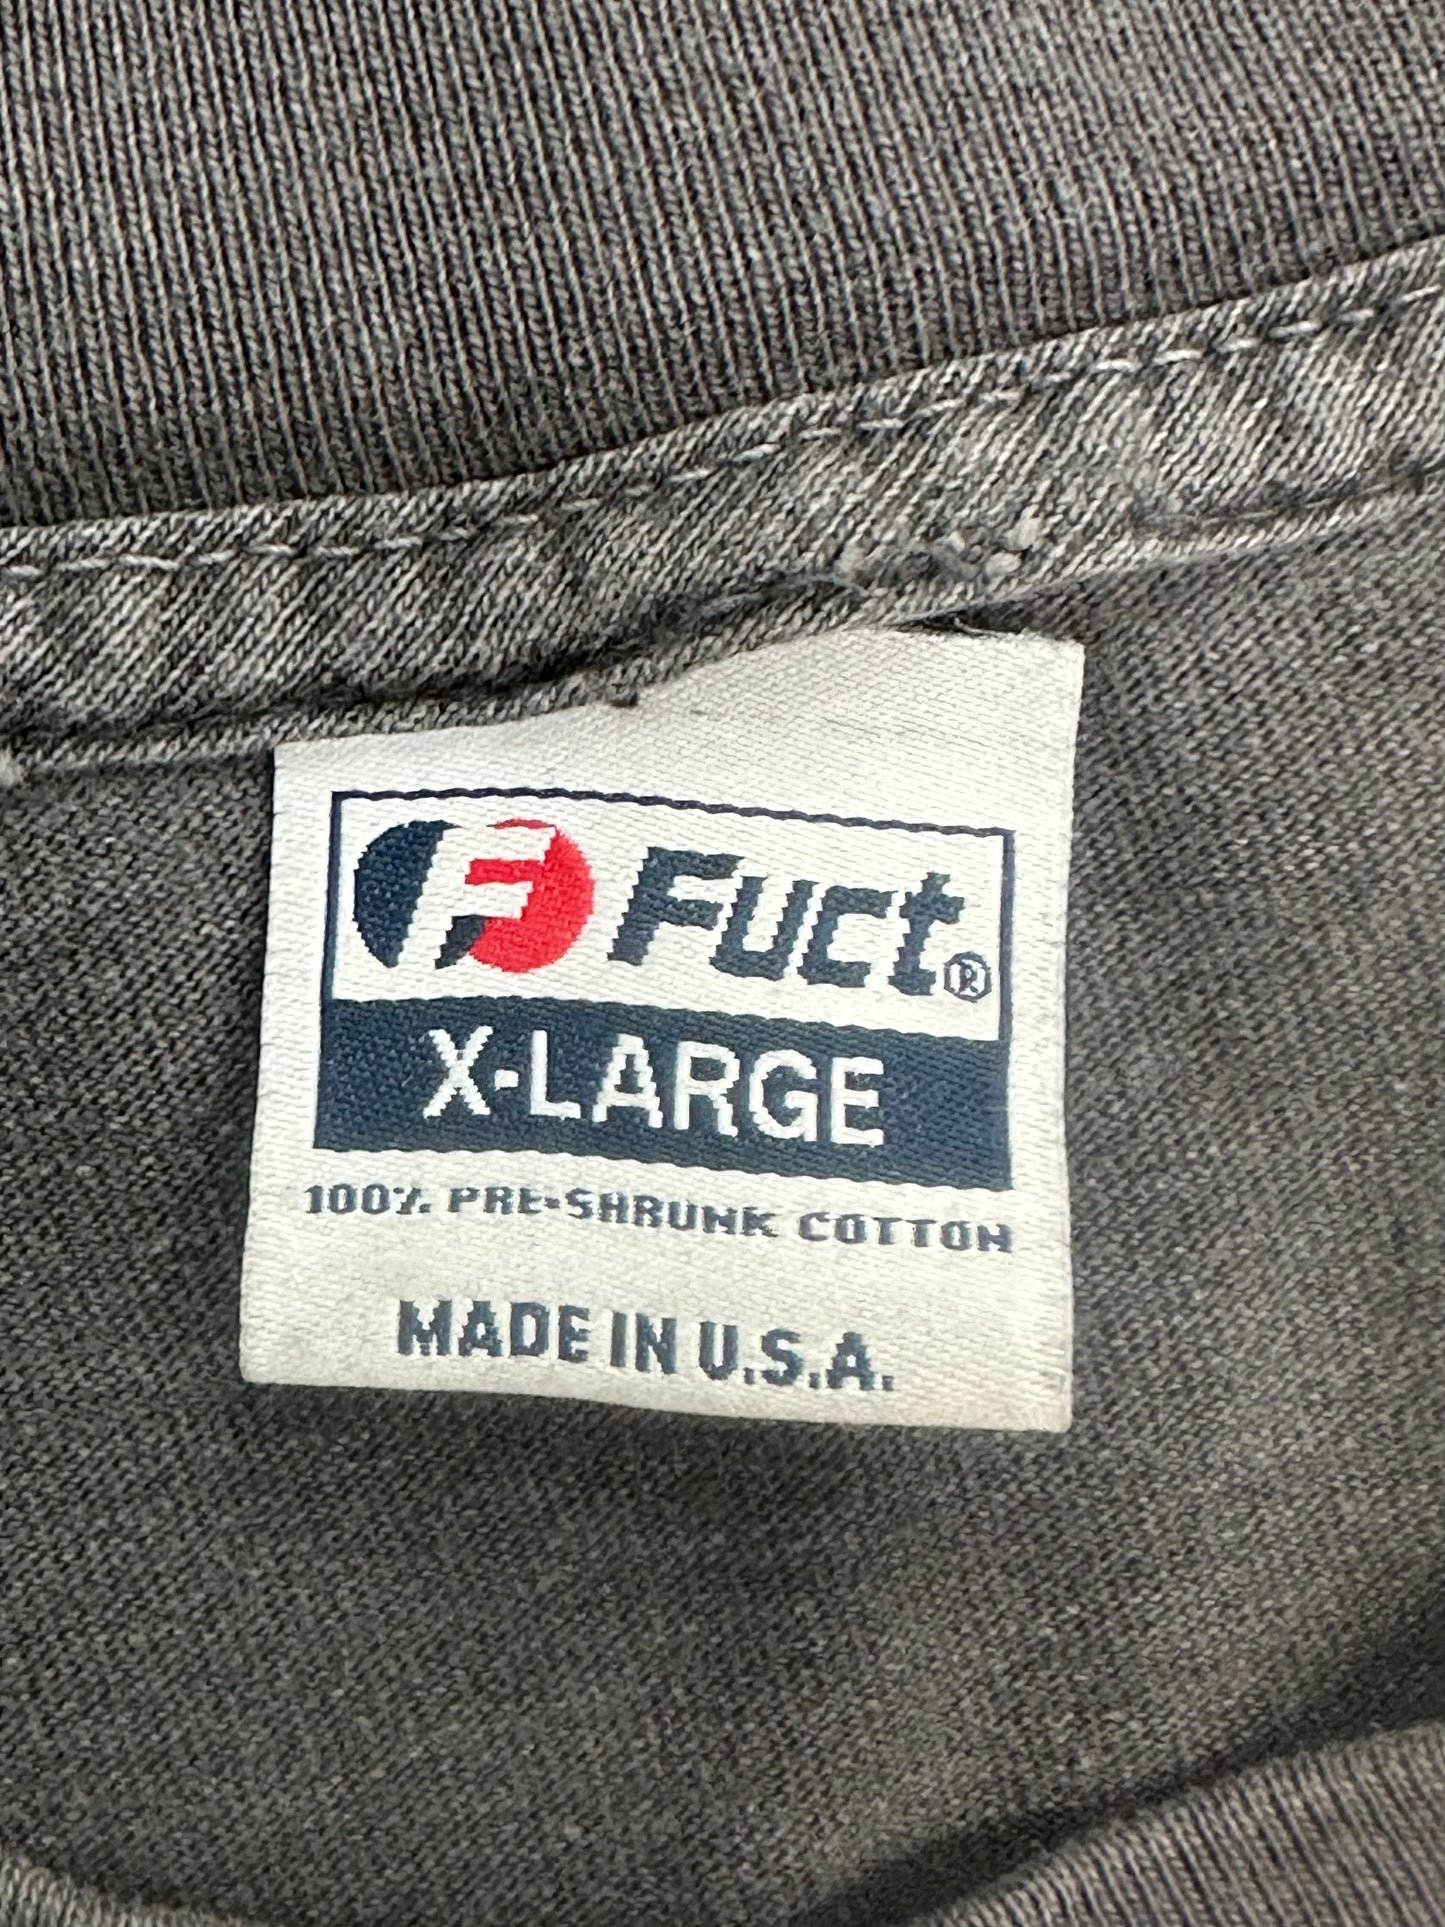 F Fuct®
X-LARGE
100% PRE-SHRUNK COTTON
MADE IN U.S.A.